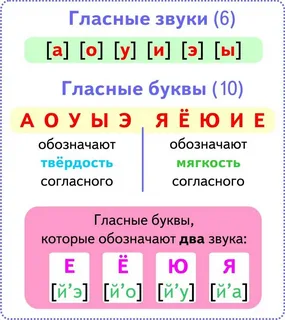 Гласные звуки (6)
[а] [о] [у] [и] [э] [ы]
Гласные буквы (10)
А О У Ы Э Я Ё Ю И Е
обозначают твёрдость согласного
обозначают мягкость согласного
Гласные буквы,
которые обозначают два звука:
Е Ё Ю Я
[й’э] [й’о] [й’у] [й’а]